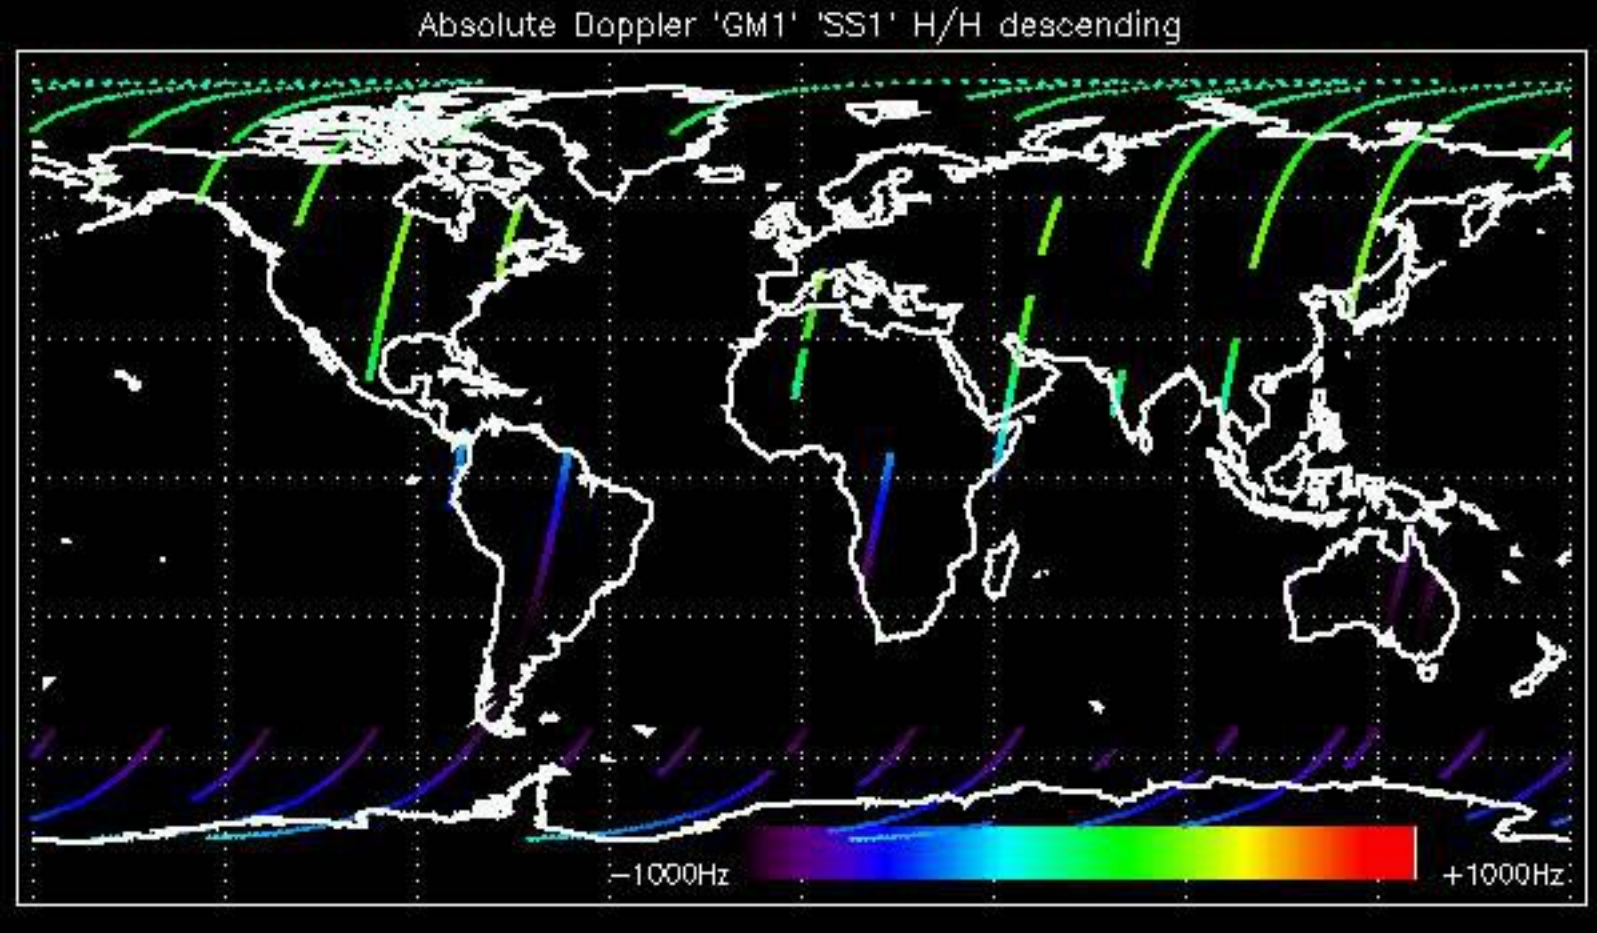 Absolute Doppler 'GM1' 'SS1' H/H descending
−1000Hz +1000Hz